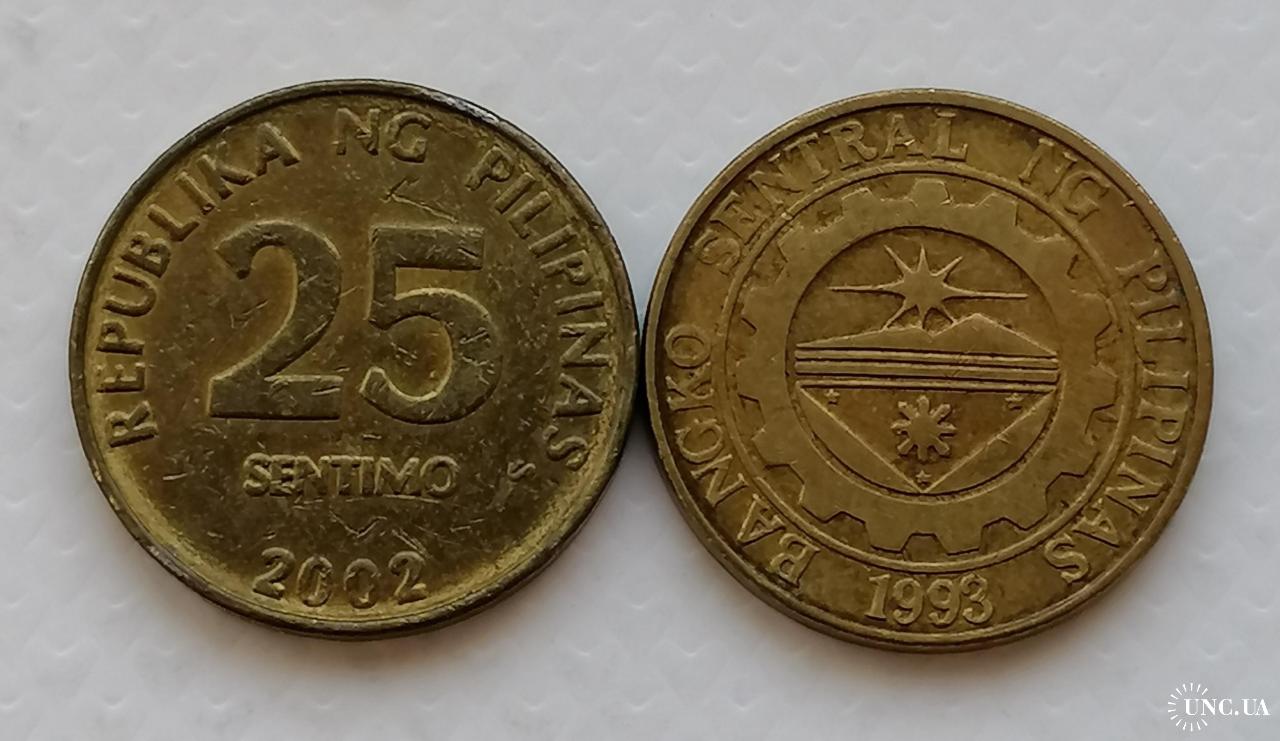 REPUBLIKA NG PILIPINAS
25
SENTIMO
S
2002
BANGKO SENTRAL NG PILIPINAS
1993
UNC.UA